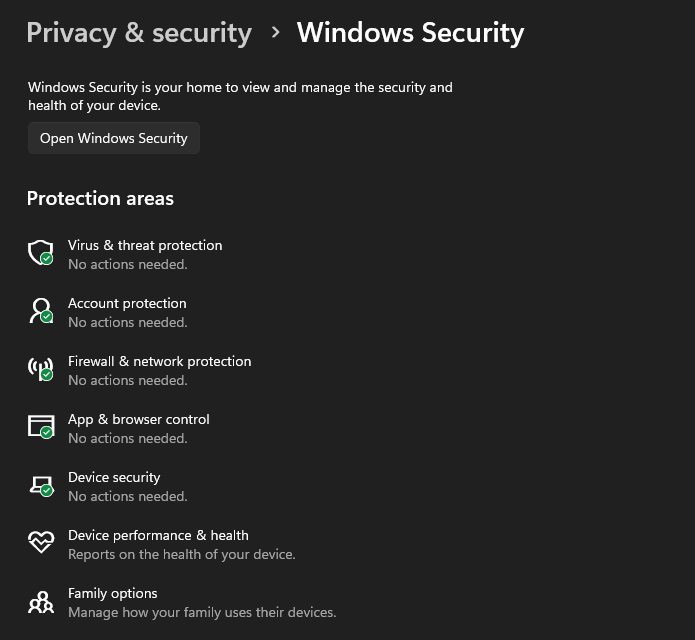 Privacy & security > Windows Security
Windows Security is your home to view and manage the security and
health of your device.
Open Windows Security
Protection areas
Virus & threat protection
No actions needed.
Account protection
No actions needed.
Firewall & network protection
No actions needed.
App & browser control
No actions needed.
Device security
No actions needed.
Device performance & health
Reports on the health of your device.
Family options
Manage how your family uses their devices.